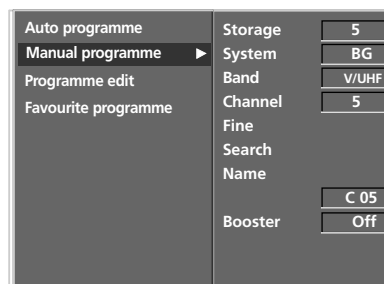 Auto programme
Manual programme ►
Programme edit
Favourite programme
Storage 5
System BG
Band V/UHF
Channel 5
Fine
Search
Name
C 05
Booster Off